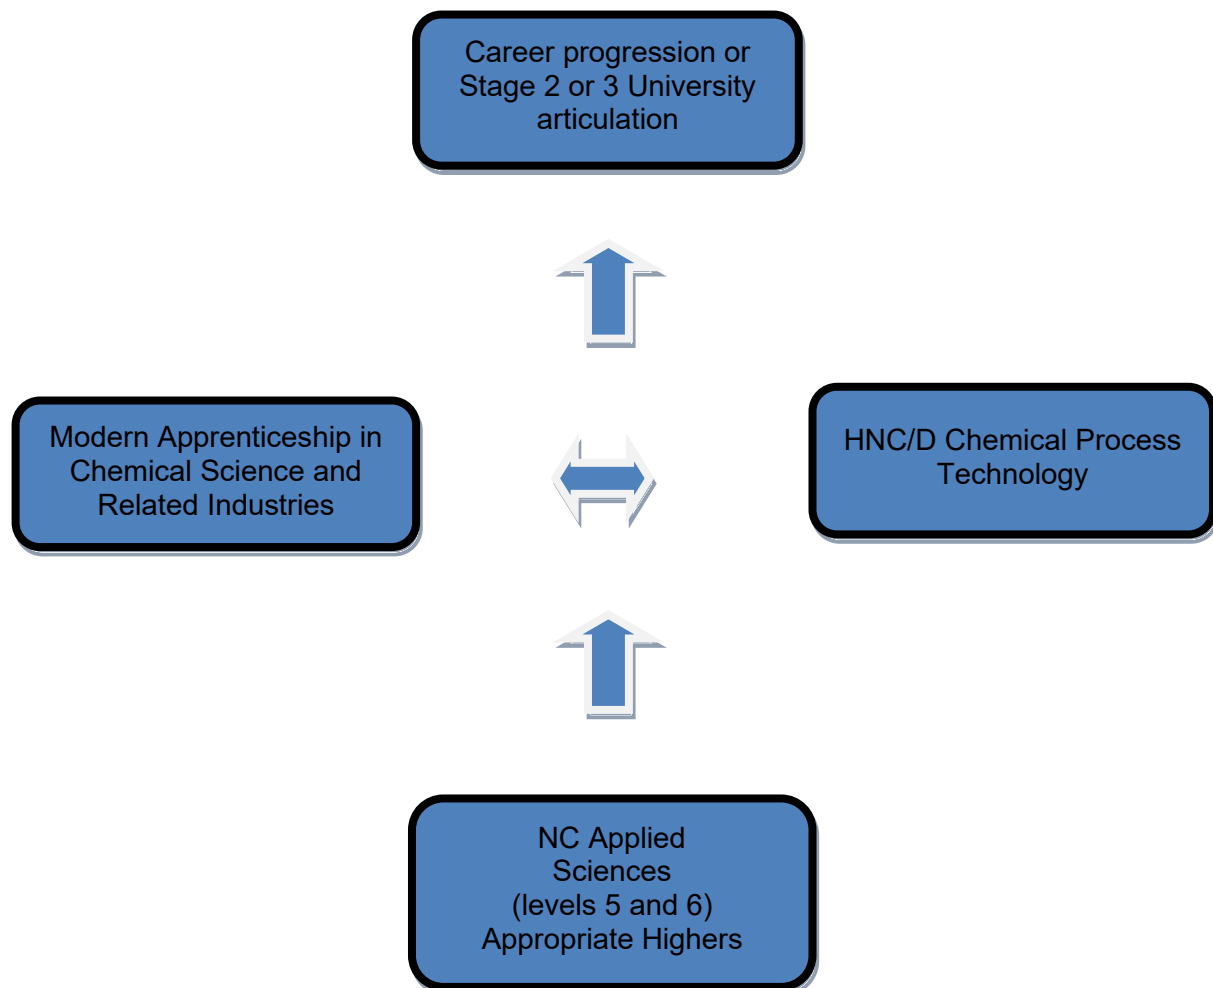 Career progression or
Stage 2 or 3 University
articulation
Modern Apprenticeship in
Chemical Science and
Related Industries
HNC/D Chemical Process
Technology
NC Applied
Sciences
(levels 5 and 6)
Appropriate Highers